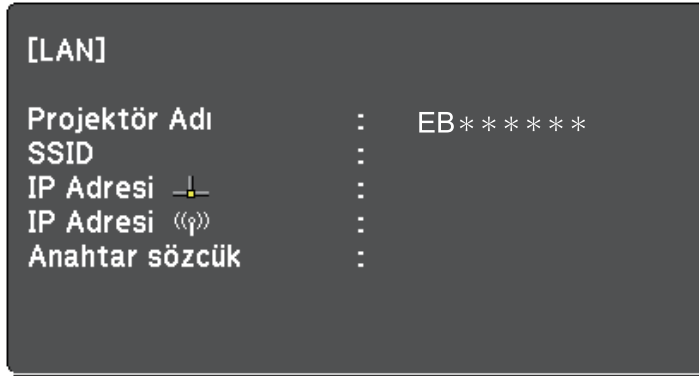 [LAN]
Projektör Adı : EB******
SSID :
IP Adresi :
IP Adresi :
Anahtar sözcük :